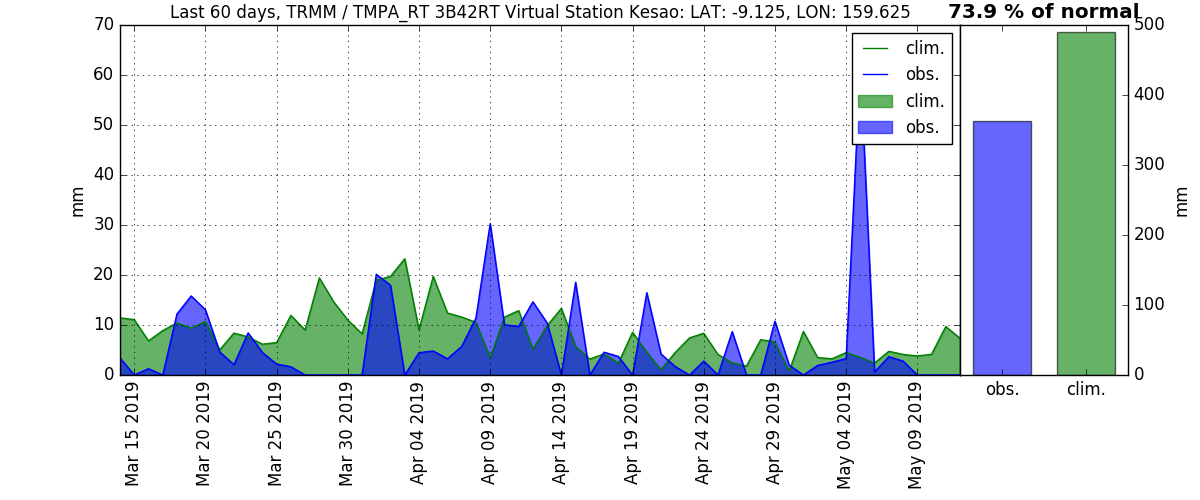 Last 60 days, TRMM / TMPA_RT 3B42RT Virtual Station Kesao: LAT: -9.125, LON: 159.625
73.9 % of normal
70
60
50
40
30
20
10
0
mm
clim.
obs.
clim.
obs.
Mar 15 2019
Mar 20 2019
Mar 25 2019
Mar 30 2019
Apr 04 2019
Apr 09 2019
Apr 14 2019
Apr 19 2019
Apr 24 2019
Apr 29 2019
May 04 2019
May 09 2019
500
400
300
200
100
0
mm
obs.
clim.